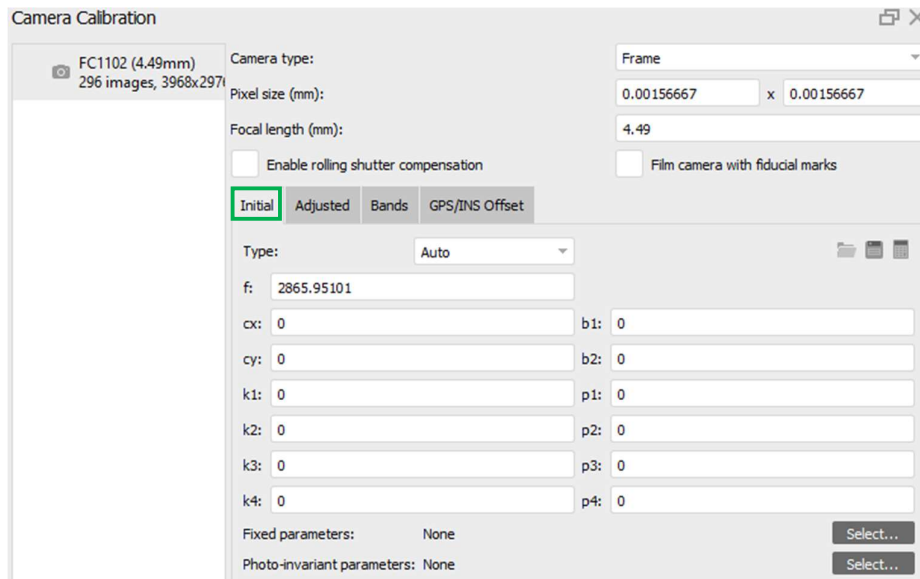 Camera Calibration
FC1102 (4.49mm)
296 images, 3968x2976
Camera type: Frame
Pixel size (mm): 0.00156667 x 0.00156667
Focal length (mm): 4.49
Enable rolling shutter compensation Film camera with fiducial marks
Initial Adjusted Bands GPS/INS Offset
Type: Auto
f: 2865.95101
cx: 0 b1: 0
cy: 0 b2: 0
k1: 0 p1: 0
k2: 0 p2: 0
k3: 0 p3: 0
k4: 0 p4: 0
Fixed parameters: None Select...
Photo-invariant parameters: None Select...